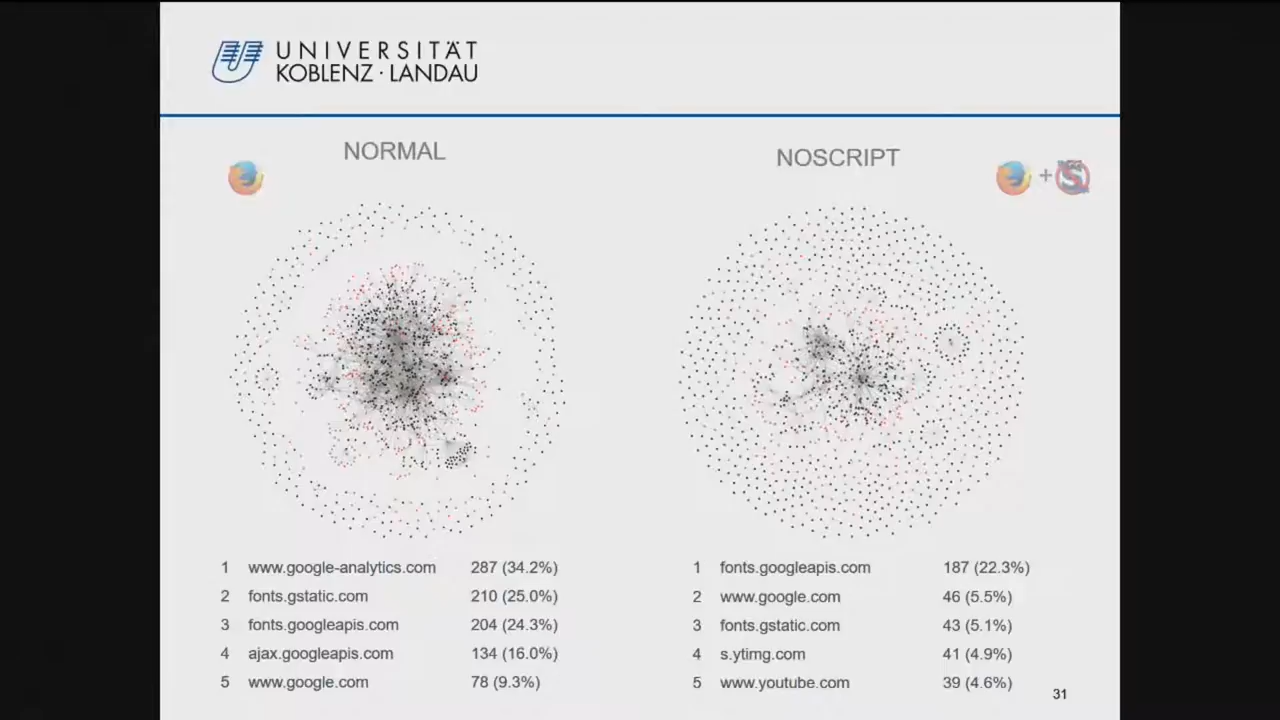 UNIVERSITÄT
KOBLENZ · LANDAU
NORMAL
NOSCRIPT
+
S
1 www.google-analytics.com 287 (34.2%)
2 fonts.gstatic.com 210 (25.0%)
3 fonts.googleapis.com 204 (24.3%)
4 ajax.googleapis.com 134 (16.0%)
5 www.google.com 78 (9.3%)
1 fonts.googleapis.com 187 (22.3%)
2 www.google.com 46 (5.5%)
3 fonts.gstatic.com 43 (5.1%)
4 s.ytimg.com 41 (4.9%)
5 www.youtube.com 39 (4.6%)
31